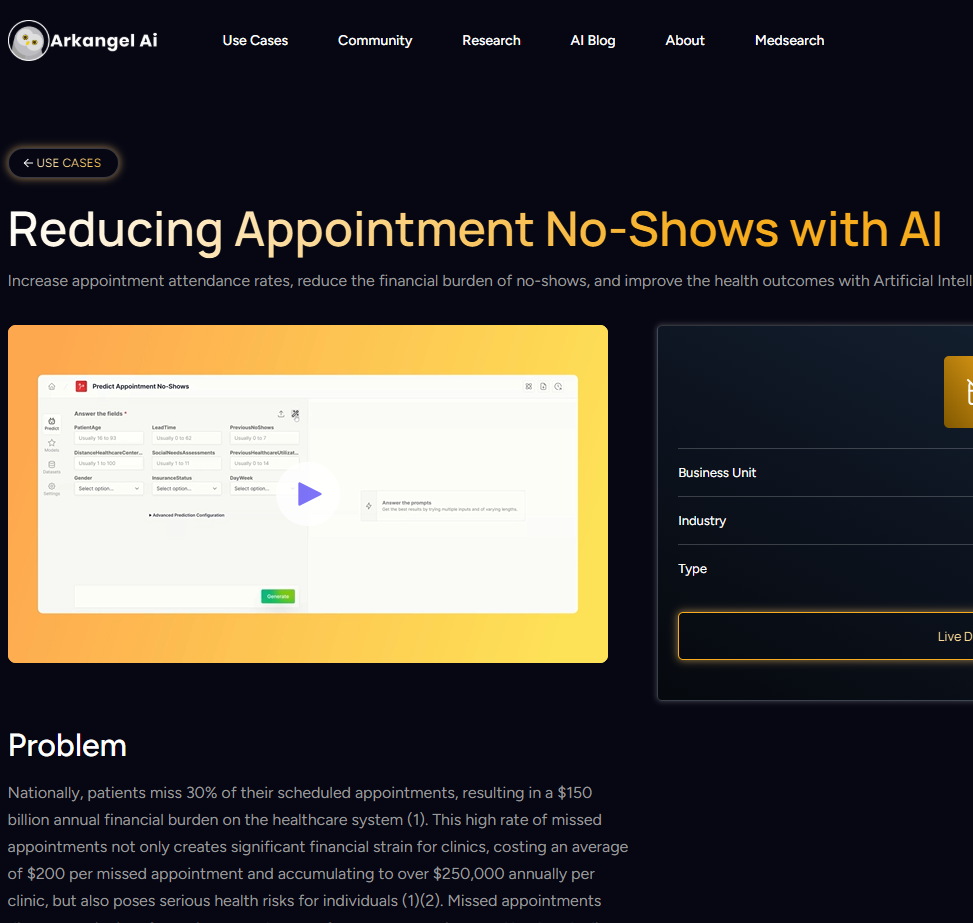 Arkangel Ai
Use Cases
Community
Research
AI Blog
About
Medsearch
← USE CASES
Reducing Appointment No-Shows with AI
Increase appointment attendance rates, reduce the financial burden of no-shows, and improve the health outcomes with Artificial Intell
Predict Appointment No-Shows
Predict
Models
Datasets
Settings
Answer the fields *
PatientAge
LeadTime
PreviousNoShows
Usually 18 to 93
Usually 0 to 62
Usually 0 to 7
DistanceHealthcareCenter...
SocialNeedsAssessments
PreviousHealthcareUtilizat...
Usually 1 to 100
Usually 1 to 11
Usually 0 to 14
Gender
InsuranceStatus
DayWeek
Select option...
Select option...
Select option...
Advanced Prediction Configuration
Generate
Answer the prompts
Get the best results by trying multiple inputs and of varying lengths.
Business Unit
Industry
Type
Live D
Problem
Nationally, patients miss 30% of their scheduled appointments, resulting in a $150
billion annual financial burden on the healthcare system (1). This high rate of missed
appointments not only creates significant financial strain for clinics, costing an average
of $200 per missed appointment and accumulating to over $250,000 annually per
clinic, but also poses serious health risks for individuals (1)(2). Missed appointments